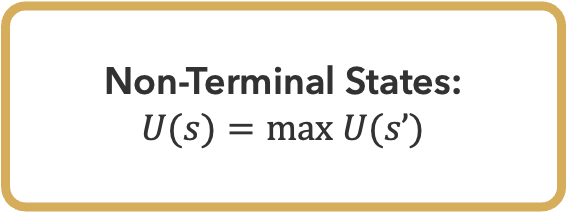 Non-Terminal States:
U(s) = max U(s’)